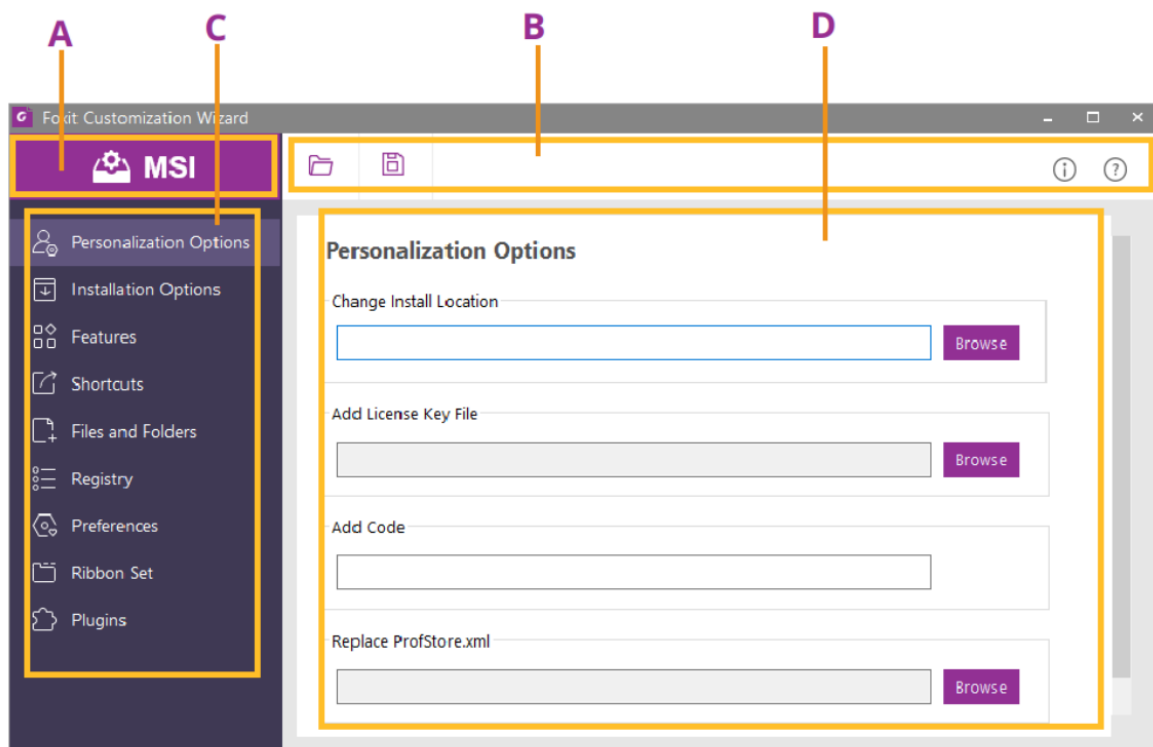 A C B D
Foxit Customization Wizard
MSI
Personalization Options
Installation Options
Features
Shortcuts
Files and Folders
Registry
Preferences
Ribbon Set
Plugins
Personalization Options
Change Install Location
Browse
Add License Key File
Browse
Add Code
Replace ProfStore.xml
Browse